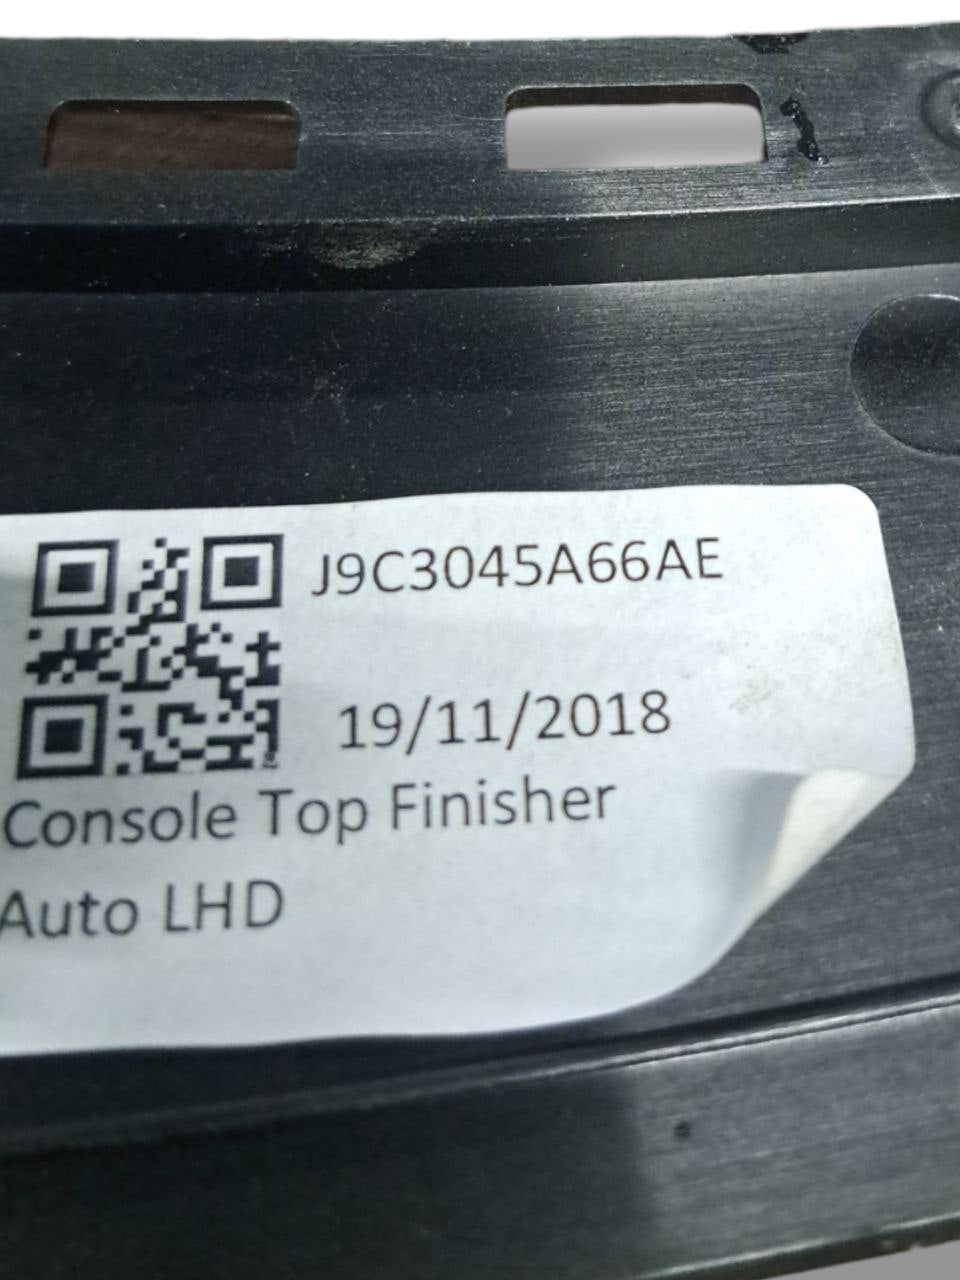 J9C3045A66AE
19/11/2018
Console Top Finisher
Auto LHD